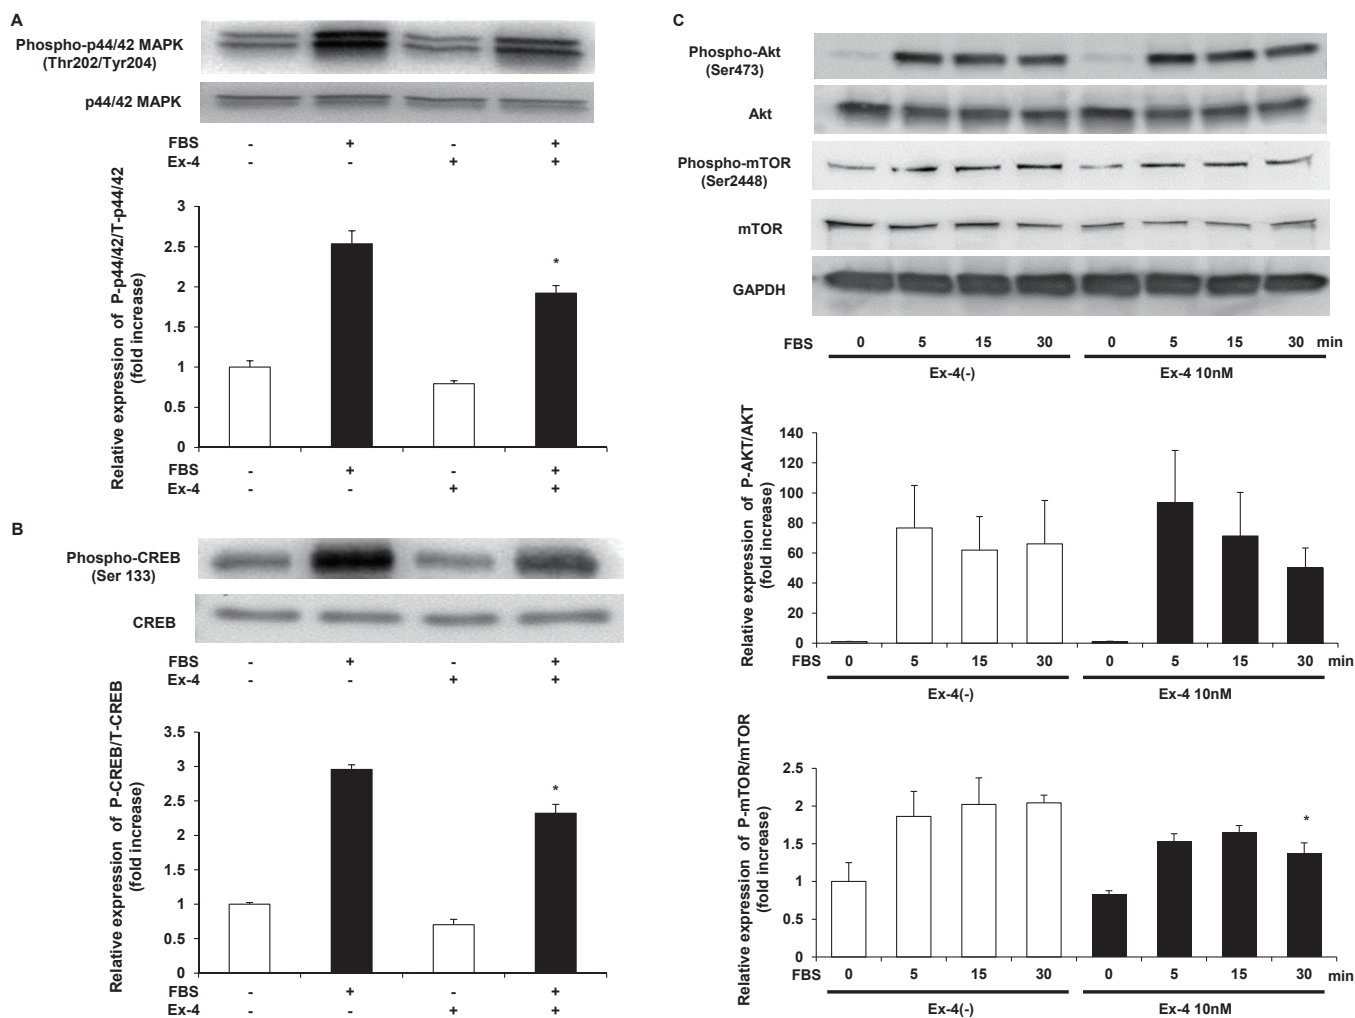 A
Phospho-p44/42 MAPK
(Thr202/Tyr204)
p44/42 MAPK
FBS - + - +
Ex-4 - - + +
Relative expression of P-p44/42/T-p44/42
(fold increase)
3
2.5
2
1.5
1
0.5
0
*
FBS - + - +
Ex-4 - - + +
B
Phospho-CREB
(Ser 133)
CREB
FBS - + - +
Ex-4 - - + +
Relative expression of P-CREB/T-CREB
(fold increase)
3.5
3
2.5
2
1.5
1
0.5
0
*
FBS - + - +
Ex-4 - - + +
C
Phospho-Akt
(Ser473)
Akt
Phospho-mTOR
(Ser2448)
mTOR
GAPDH
FBS 0 5 15 30 0 5 15 30 min
Ex-4(-) Ex-4 10nM
Relative expression of P-AKT/AKT
(fold increase)
140
120
100
80
60
40
20
0
FBS 0 5 15 30 0 5 15 30 min
Ex-4(-) Ex-4 10nM
Relative expression of P-mTOR/mTOR
(fold increase)
2.5
2
1.5
1
0.5
0
*
FBS 0 5 15 30 0 5 15 30 min
Ex-4(-) Ex-4 10nM